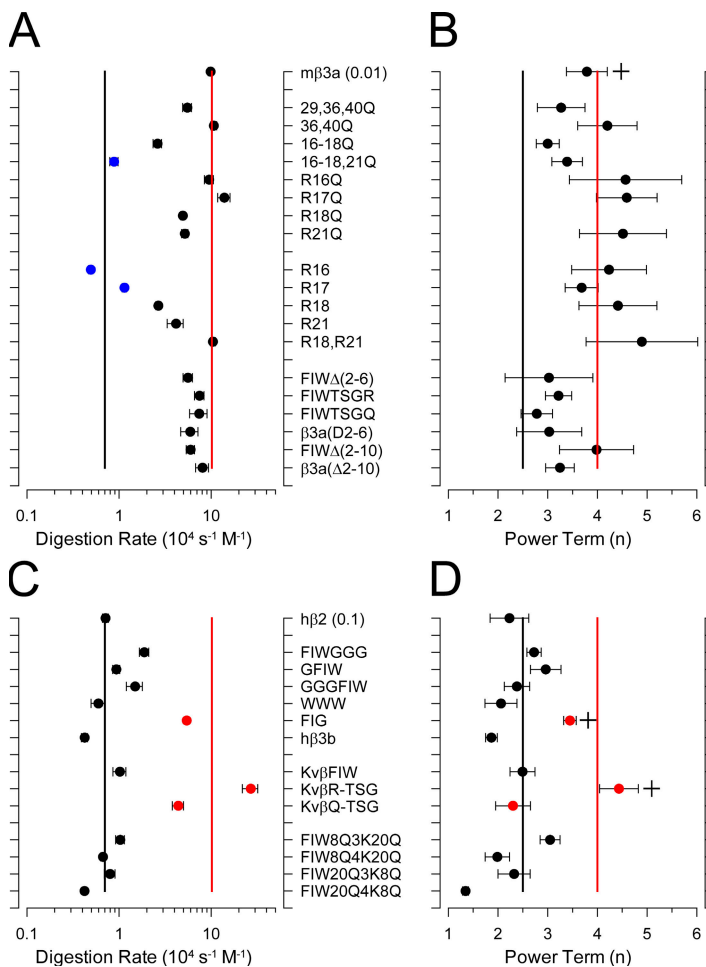 A
B
mβ3a (0.01)
29,36,40Q
36,40Q
16-18Q
16-18,21Q
R16Q
R17Q
R18Q
R21Q
R16
R17
R18
R21
R18,R21
FIWΔ(2-6)
FIWTSGR
FIWTSGQ
β3a(D2-6)
FIWΔ(2-10)
β3a(Δ2-10)
0.1 1 10
1 2 3 4 5 6
Digestion Rate (10⁴ s⁻¹ M⁻¹)
Power Term (n)
C
D
hβ2 (0.1)
FIWGGG
GFIW
GGGFIW
WWW
FIG
hβ3b
KvβFIW
KvβR-TSG
KvβQ-TSG
FIW8Q3K20Q
FIW8Q4K20Q
FIW20Q3K8Q
FIW20Q4K8Q
0.1 1 10
1 2 3 4 5 6
Digestion Rate (10⁴ s⁻¹ M⁻¹)
Power Term (n)